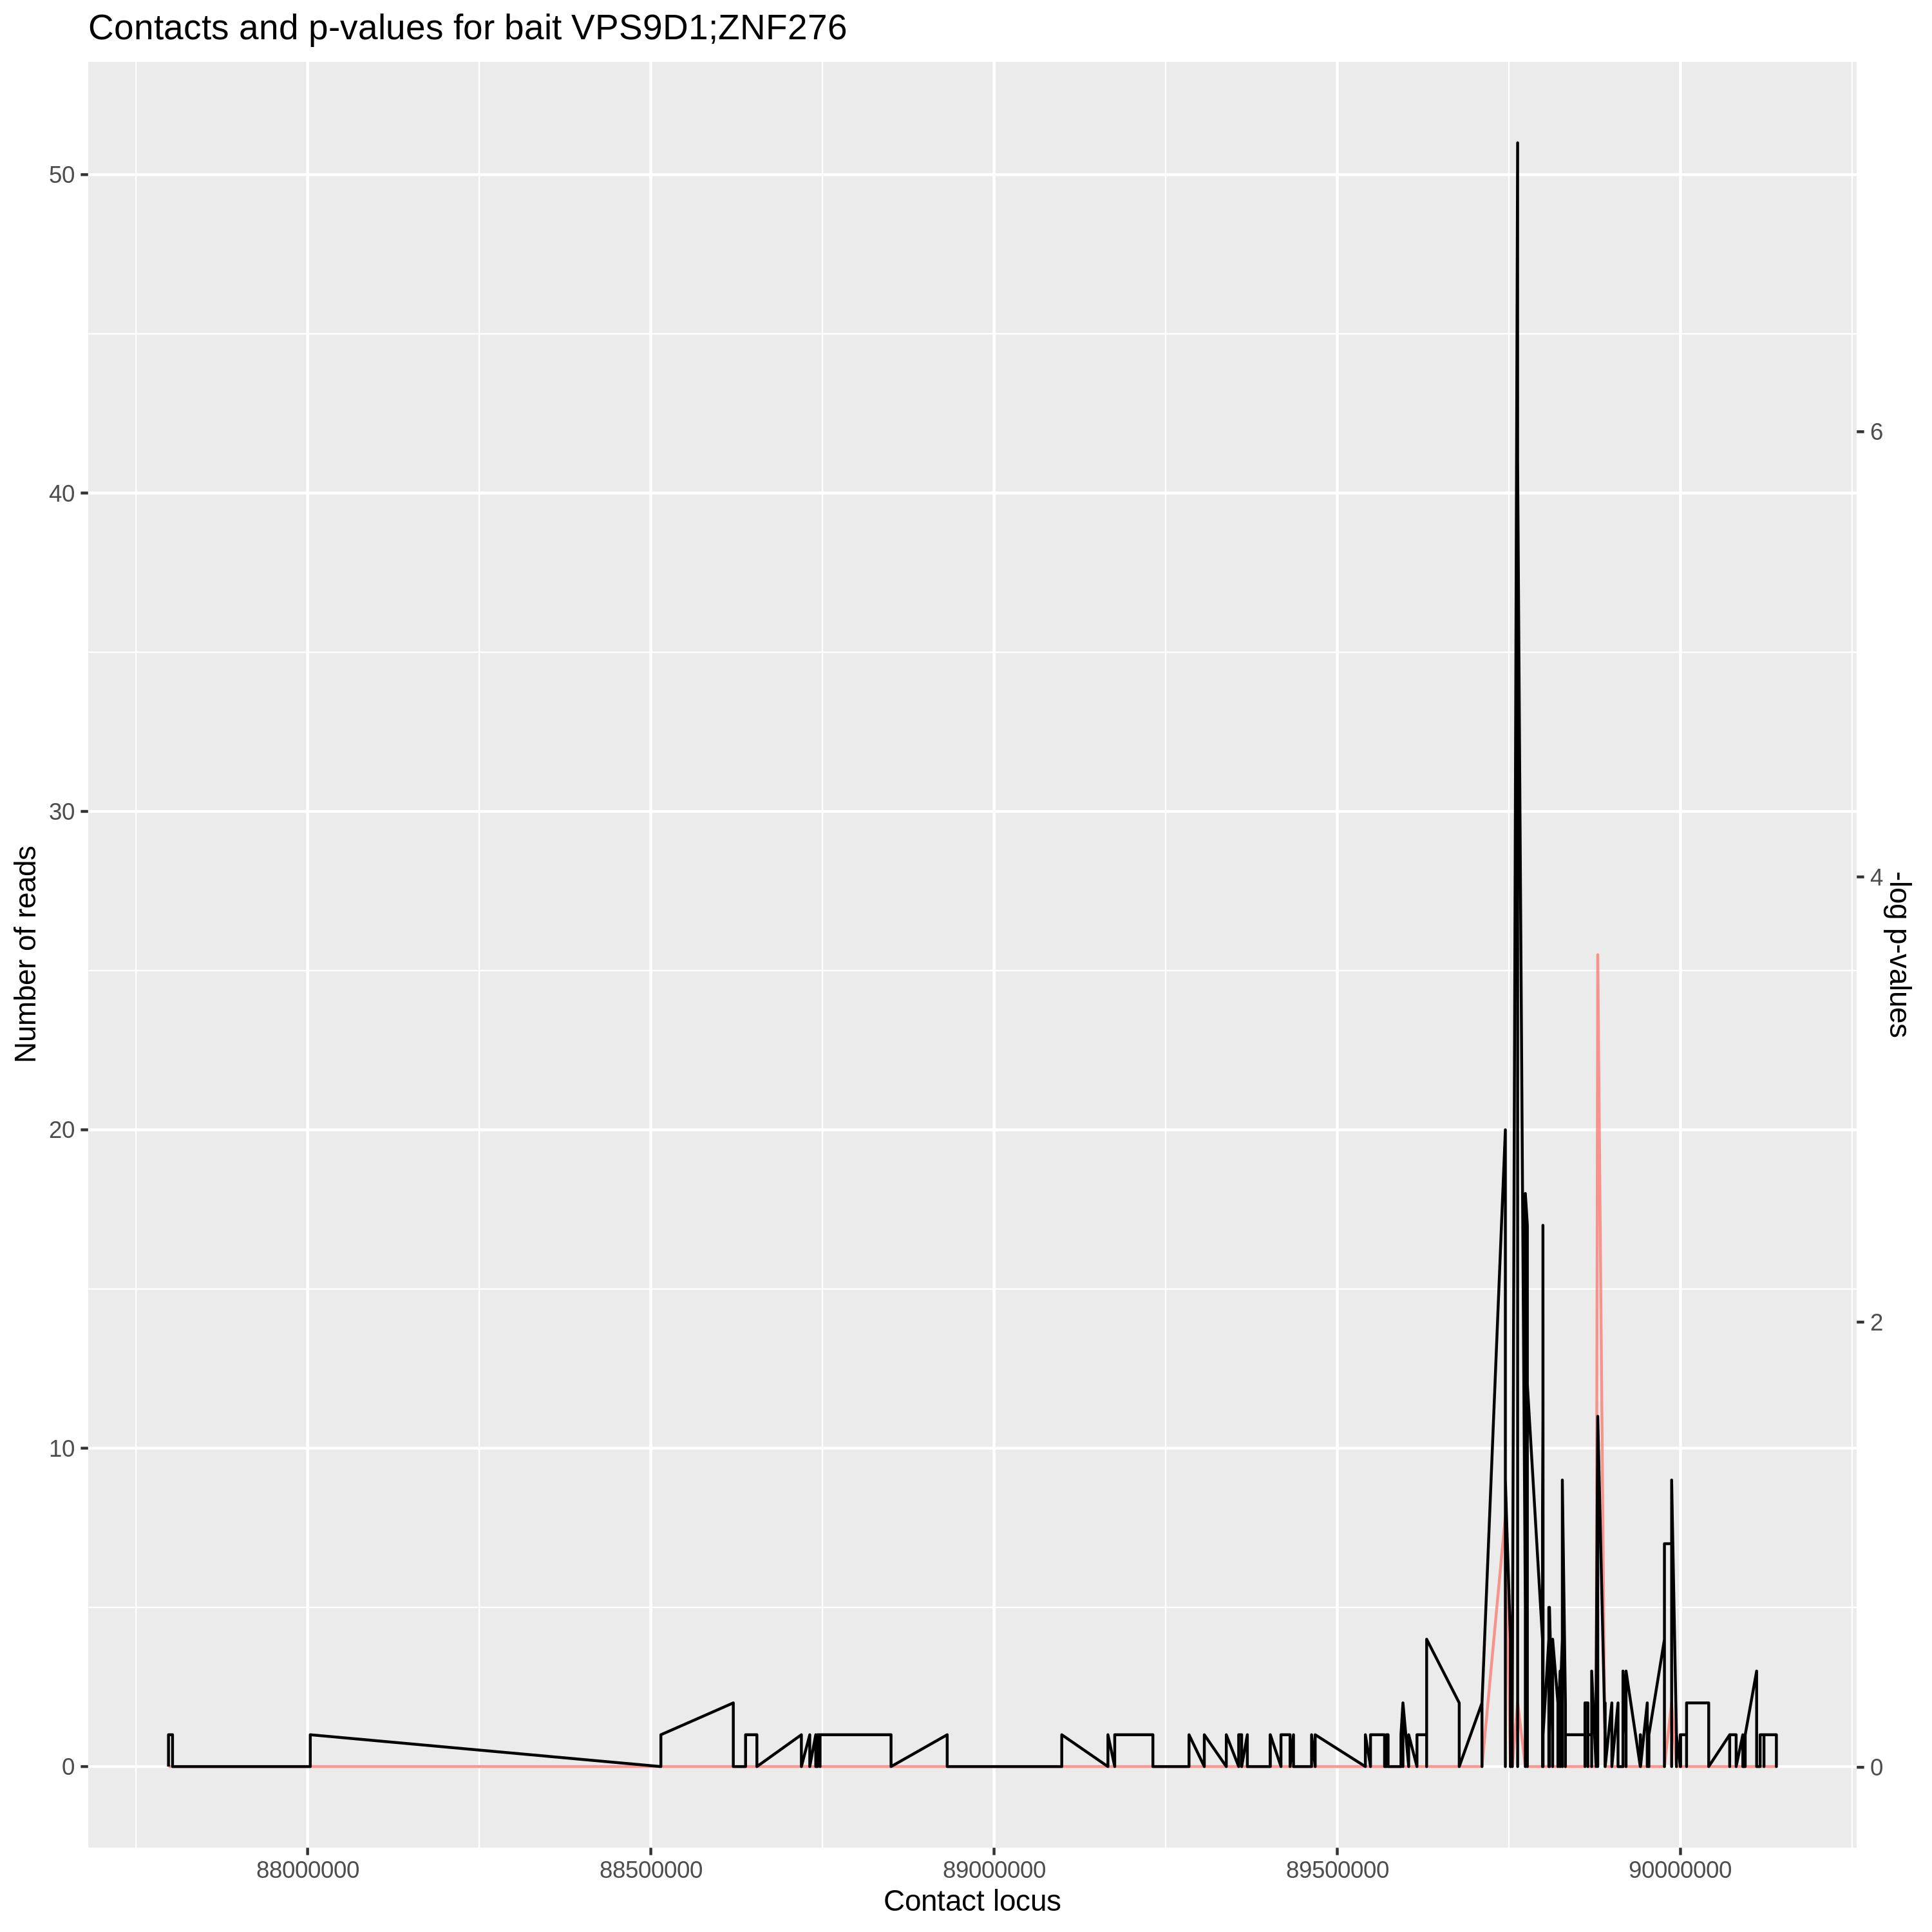 Contacts and p-values for bait VPS9D1;ZNF276
50
40
30
20
10
0
Number of reads
6
4
2
0
-log p-values
88000000 88500000 89000000 89500000 90000000
Contact locus